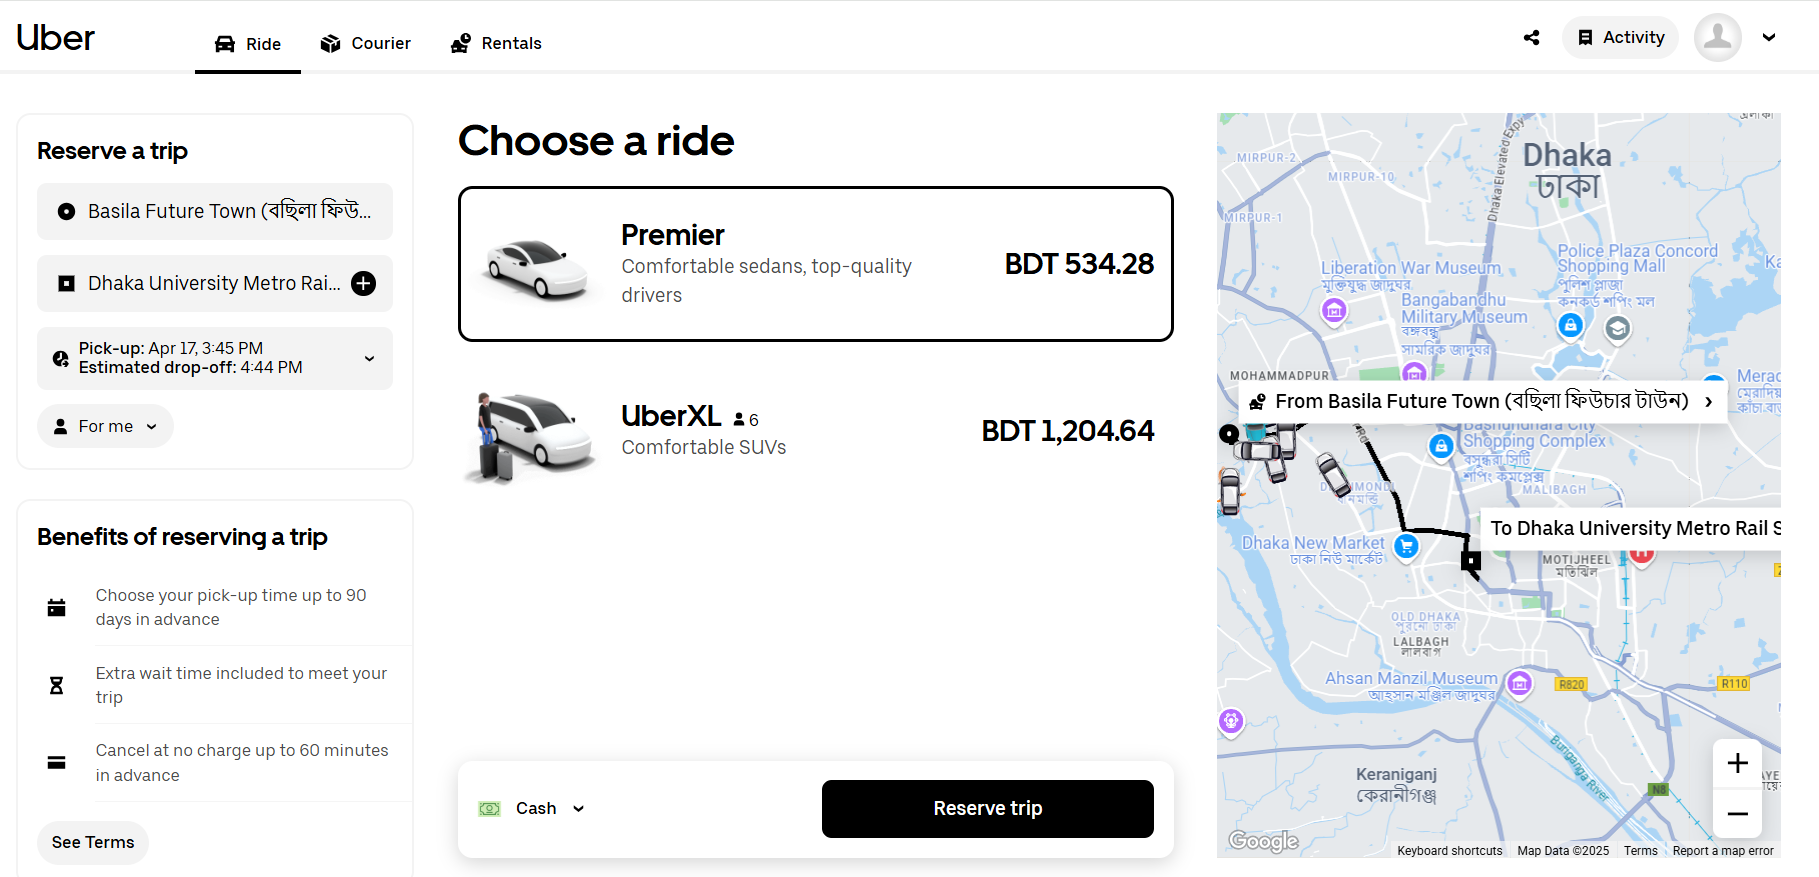 Uber
Ride
Courier
Rentals
Activity
Reserve a trip
Basila Future Town (বছিলা ফিউ...
Dhaka University Metro Rai...
Pick-up: Apr 17, 3:45 PM
Estimated drop-off: 4:44 PM
For me
Benefits of reserving a trip
Choose your pick-up time up to 90
days in advance
Extra wait time included to meet your
trip
Cancel at no charge up to 60 minutes
in advance
See Terms
Choose a ride
Premier
Comfortable sedans, top-quality
drivers
BDT 534.28
UberXL 6
Comfortable SUVs
BDT 1,204.64
Cash
Reserve trip
MIRPUR-2
MIRPUR-10
MIRPUR-1
Dhaka Elevated Expy
Dhaka
ঢাকা
Police Plaza Concord
Shopping Mall
পুলিশ প্লাজা
কনকর্ড শপিং মল
Liberation War Museum
মুক্তিযুদ্ধ জাদুঘর
Bangabandhu
Military Museum
বঙ্গবন্ধু
সামরিক জাদুঘর
MOHAMMADPUR
From Basila Future Town (বছিলা ফিউচার টাউন)
Bashundhara City
Shopping Complex
বসুন্ধরা সিটি
শপিং কমপ্লেক্স
MALIBAGH
Dhaka New Market
ঢাকা নিউ মার্কেট
To Dhaka University Metro Rail S
MOTIJHEEL
মতিঝিল
OLD DHAKA
পুরনো ঢাকা
LALBAGH
লালবাগ
Ahsan Manzil Museum
আহসান মঞ্জিল জাদুঘর
R820
R110
Buriganga River
Keraniganj
কেরানীগঞ্জ
N8
Google
Keyboard shortcuts
Map Data ©2025
Terms
Report a map error